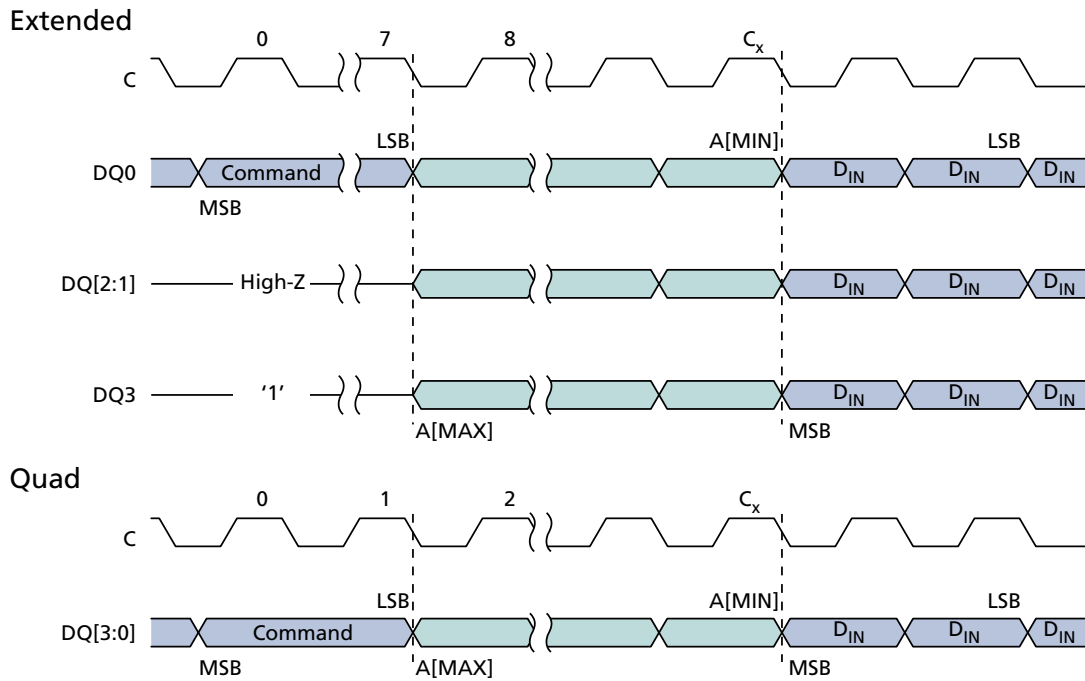 Extended
0 7 8 Cx
C
LSB A[MIN] LSB
DQ0 Command DIN DIN DIN
MSB
DQ[2:1] High-Z DIN DIN DIN
DQ3 '1' DIN DIN DIN
A[MAX] MSB
Quad
0 1 2 Cx
C
LSB A[MIN] LSB
DQ[3:0] Command DIN DIN DIN
MSB A[MAX] MSB